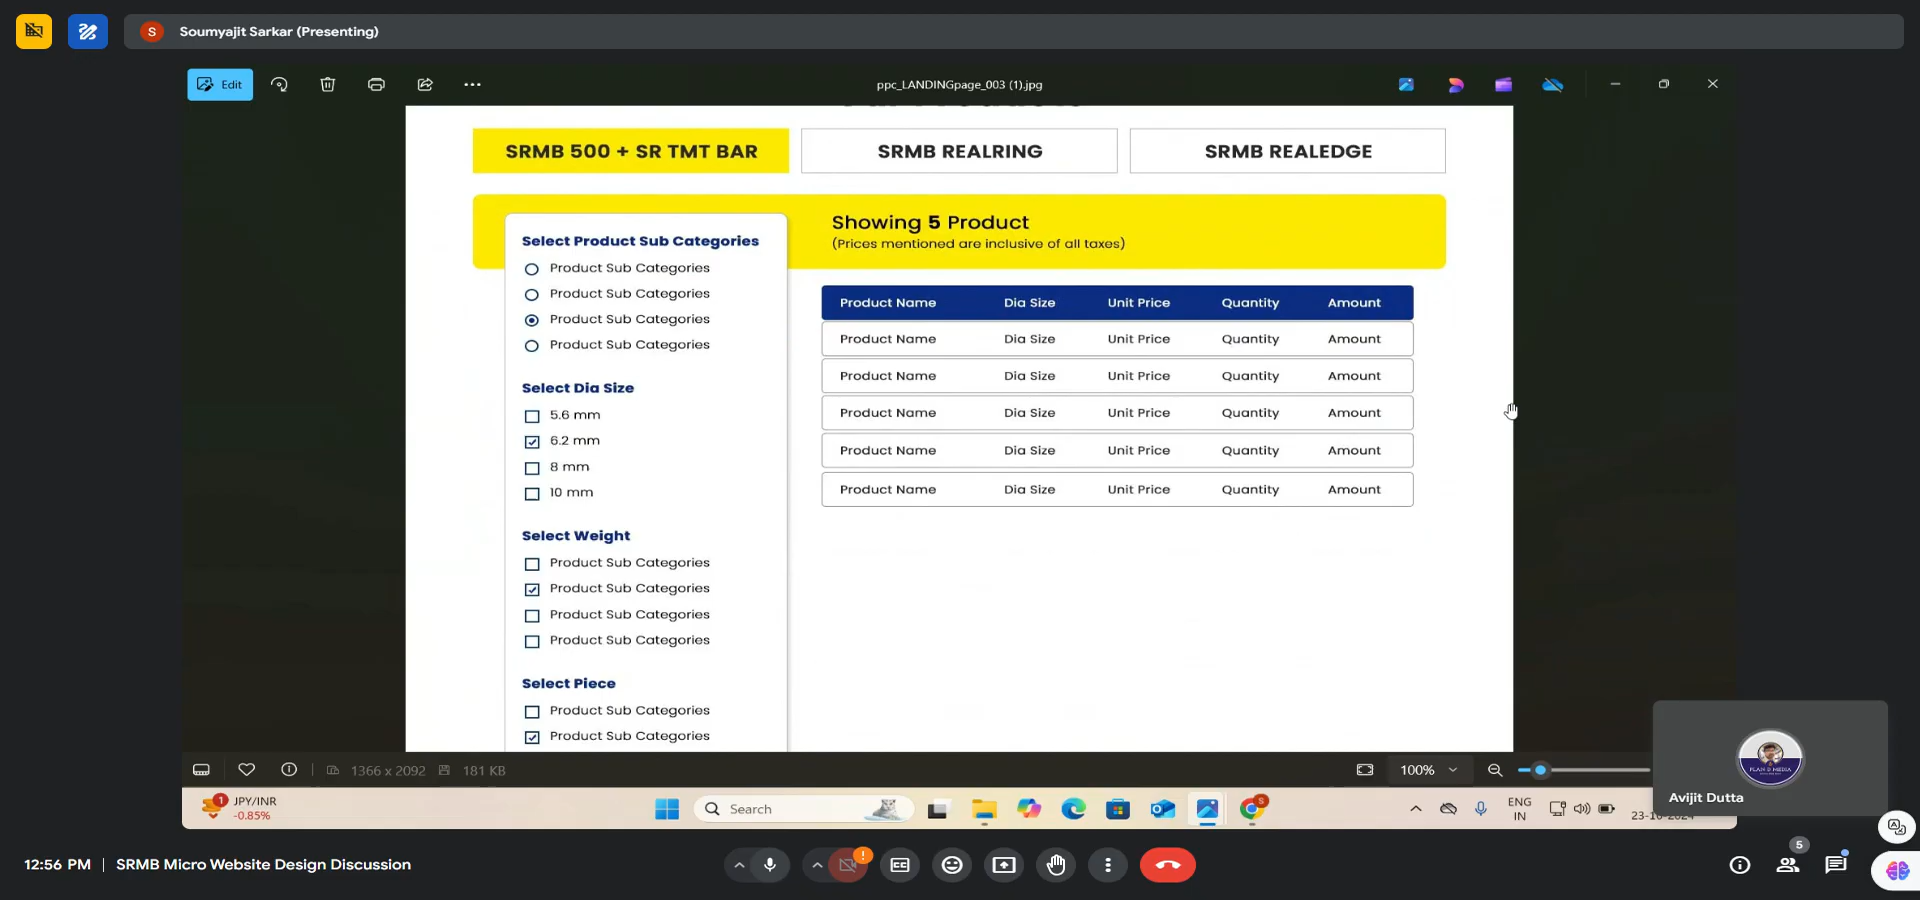 S Soumyajit Sarkar (Presenting)
Edit
ppc_LANDINGpage_003 (1).jpg
SRMB 500 + SR TMT BAR
SRMB REALRING
SRMB REALEDGE
Showing 5 Product
(Prices mentioned are inclusive of all taxes)
Select Product Sub Categories
Product Sub Categories
Product Sub Categories
Product Sub Categories
Product Sub Categories
Select Dia Size
5.6 mm
6.2 mm
8 mm
10 mm
Select Weight
Product Sub Categories
Product Sub Categories
Product Sub Categories
Product Sub Categories
Select Piece
Product Sub Categories
Product Sub Categories
Product Name Dia Size Unit Price Quantity Amount
Product Name Dia Size Unit Price Quantity Amount
Product Name Dia Size Unit Price Quantity Amount
Product Name Dia Size Unit Price Quantity Amount
Product Name Dia Size Unit Price Quantity Amount
Product Name Dia Size Unit Price Quantity Amount
1366 x 2092 181 KB
100%
PLAN D MEDIA
Avijit Dutta
1 JPY/INR
-0.85%
Search
S
ENG
IN
12:56 PM | SRMB Micro Website Design Discussion
5